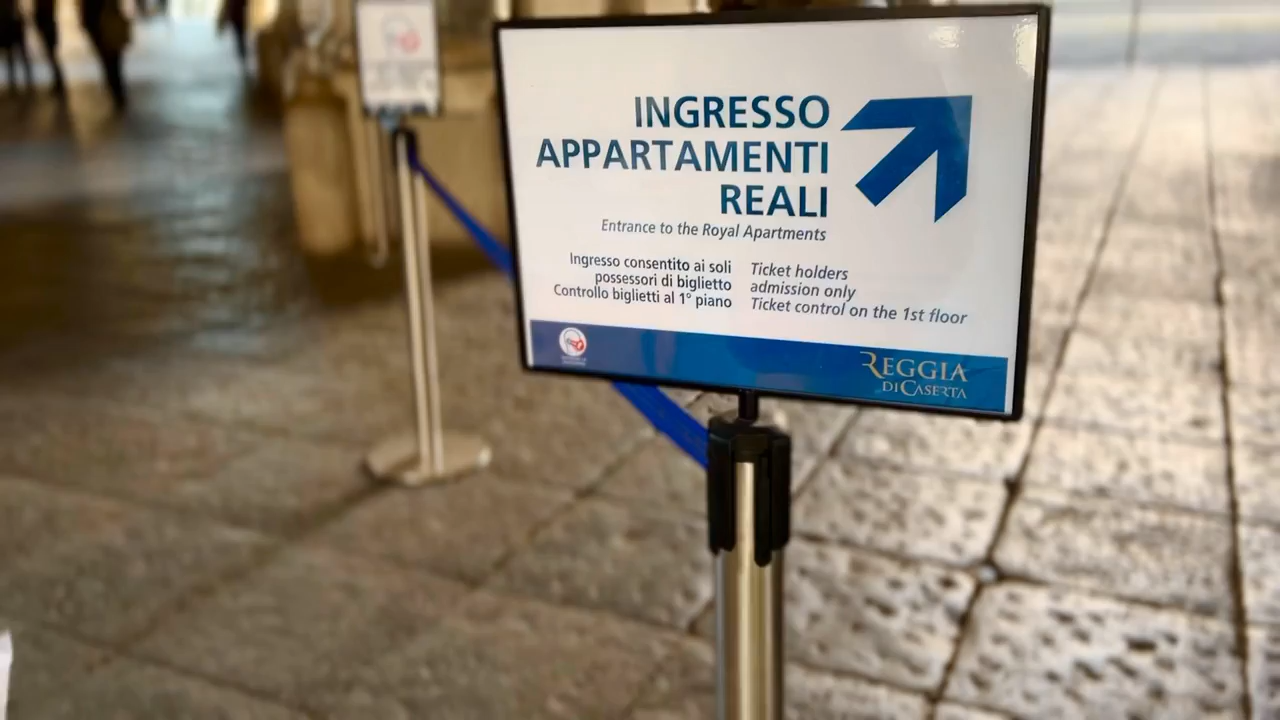 INGRESSO
APPARTAMENTI
REALI
Entrance to the Royal Apartments
Ingresso consentito ai soli
possessori di biglietto
Controllo biglietti al 1° piano
Ticket holders
admission only
Ticket control on the 1st floor
REGGIA
DI CASERTA